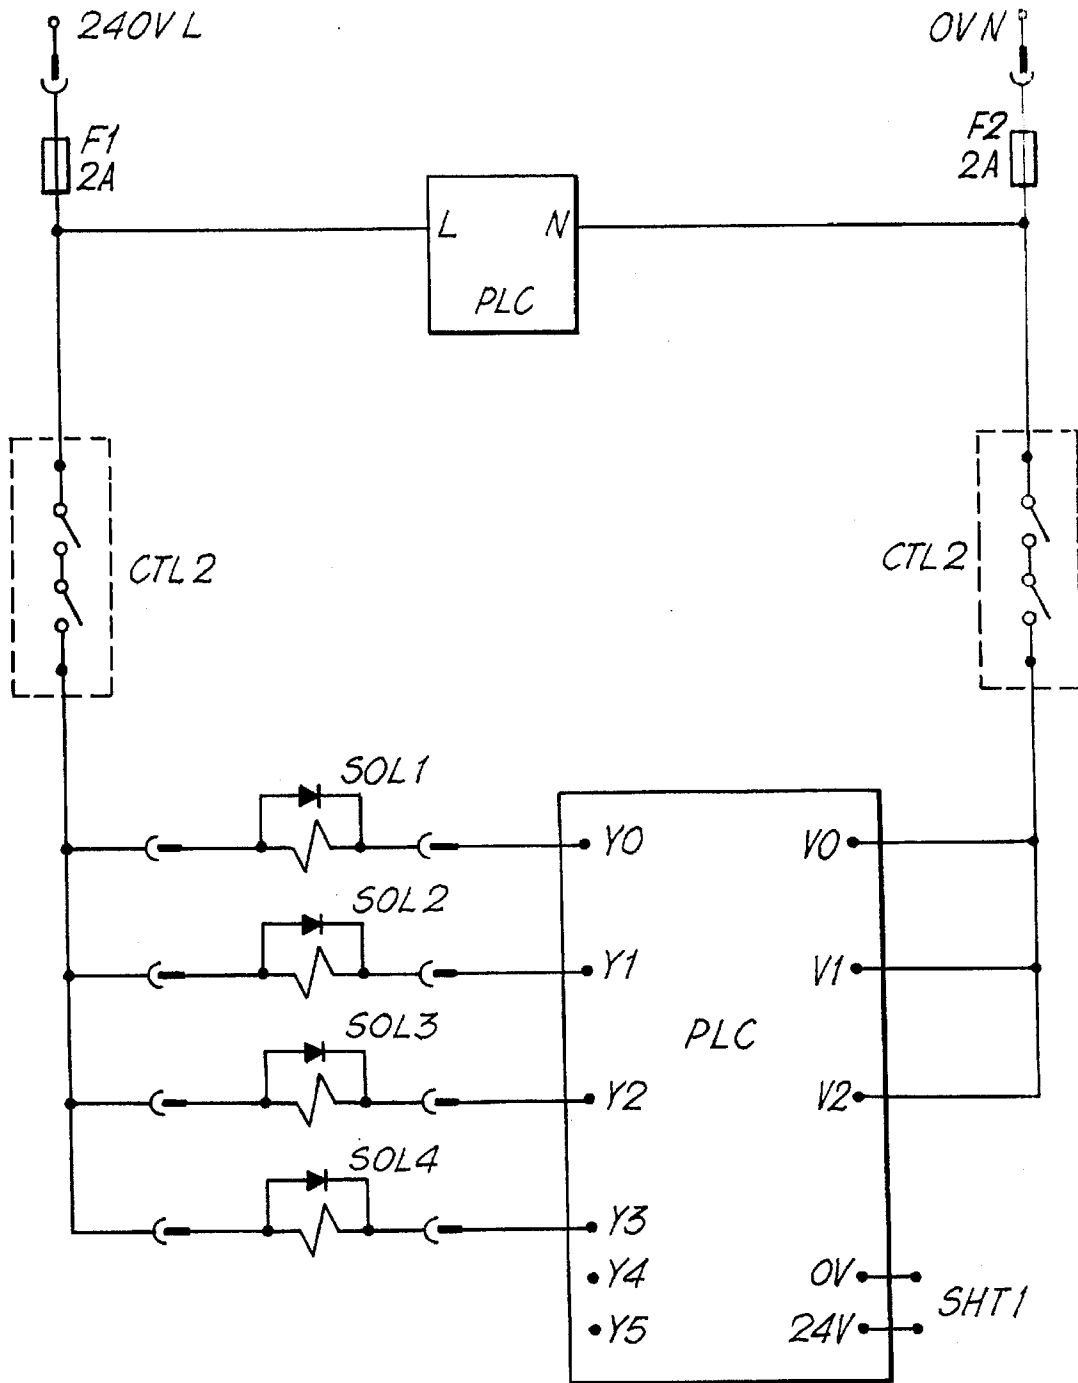 240V L
0V N
F1
2A
F2
2A
L
N
PLC
CTL2
CTL2
SOL1
Y0
V0
SOL2
Y1
V1
SOL3
PLC
Y2
V2
SOL4
Y3
Y4
0V
SHT1
Y5
24V